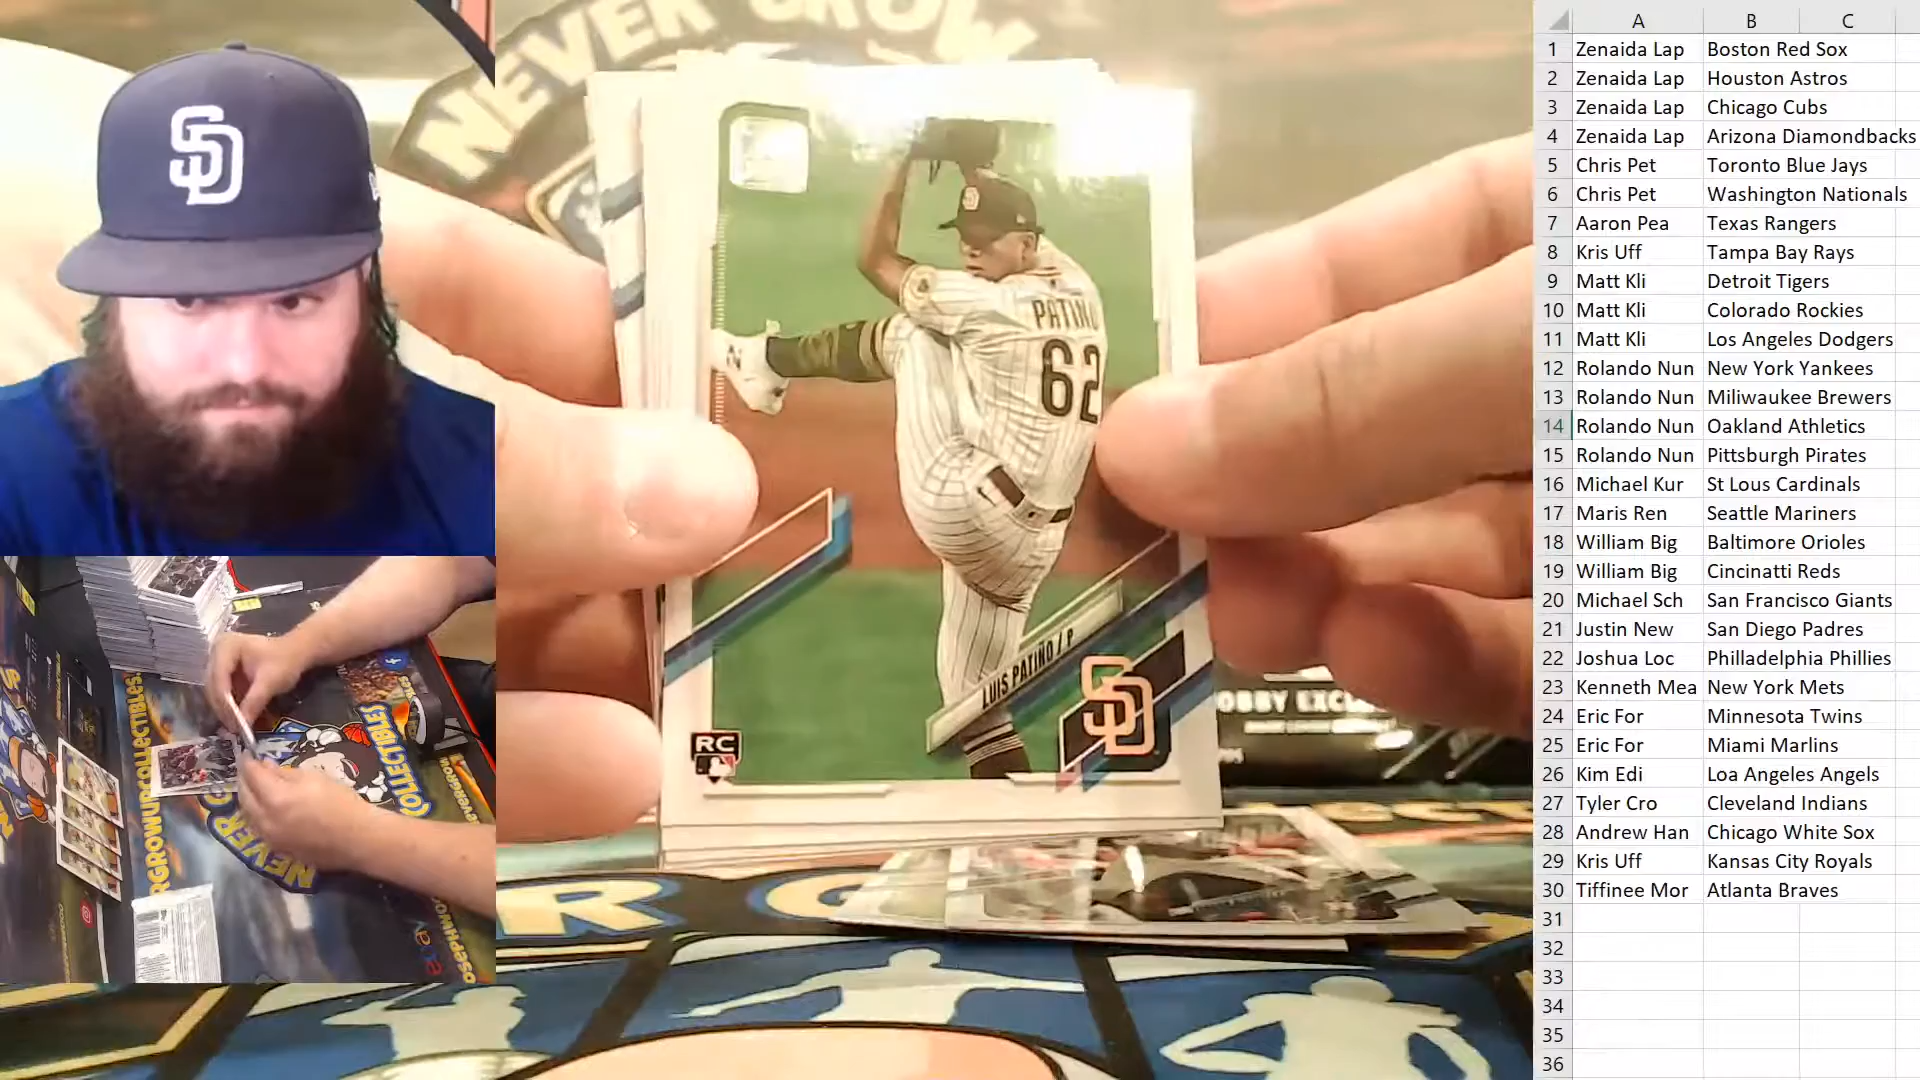 SD
NEVER GROW
SD
PATINO
62
LUIS PATINO / P
SD
RC
OBBY EXCL
R G
UP
RGROWURCOLLECTIBLES.
COLLECTIBLES
COLLECTIBLES
NEVER
A B C
1 Zenaida Lap Boston Red Sox
2 Zenaida Lap Houston Astros
3 Zenaida Lap Chicago Cubs
4 Zenaida Lap Arizona Diamondbacks
5 Chris Pet Toronto Blue Jays
6 Chris Pet Washington Nationals
7 Aaron Pea Texas Rangers
8 Kris Uff Tampa Bay Rays
9 Matt Kli Detroit Tigers
10 Matt Kli Colorado Rockies
11 Matt Kli Los Angeles Dodgers
12 Rolando Nun New York Yankees
13 Rolando Nun Miliwaukee Brewers
14 Rolando Nun Oakland Athletics
15 Rolando Nun Pittsburgh Pirates
16 Michael Kur St Lous Cardinals
17 Maris Ren Seattle Mariners
18 William Big Baltimore Orioles
19 William Big Cincinatti Reds
20 Michael Sch San Francisco Giants
21 Justin New San Diego Padres
22 Joshua Loc Philladelphia Phillies
23 Kenneth Mea New York Mets
24 Eric For Minnesota Twins
25 Eric For Miami Marlins
26 Kim Edi Loa Angeles Angels
27 Tyler Cro Cleveland Indians
28 Andrew Han Chicago White Sox
29 Kris Uff Kansas City Royals
30 Tiffinee Mor Atlanta Braves
31
32
33
34
35
36